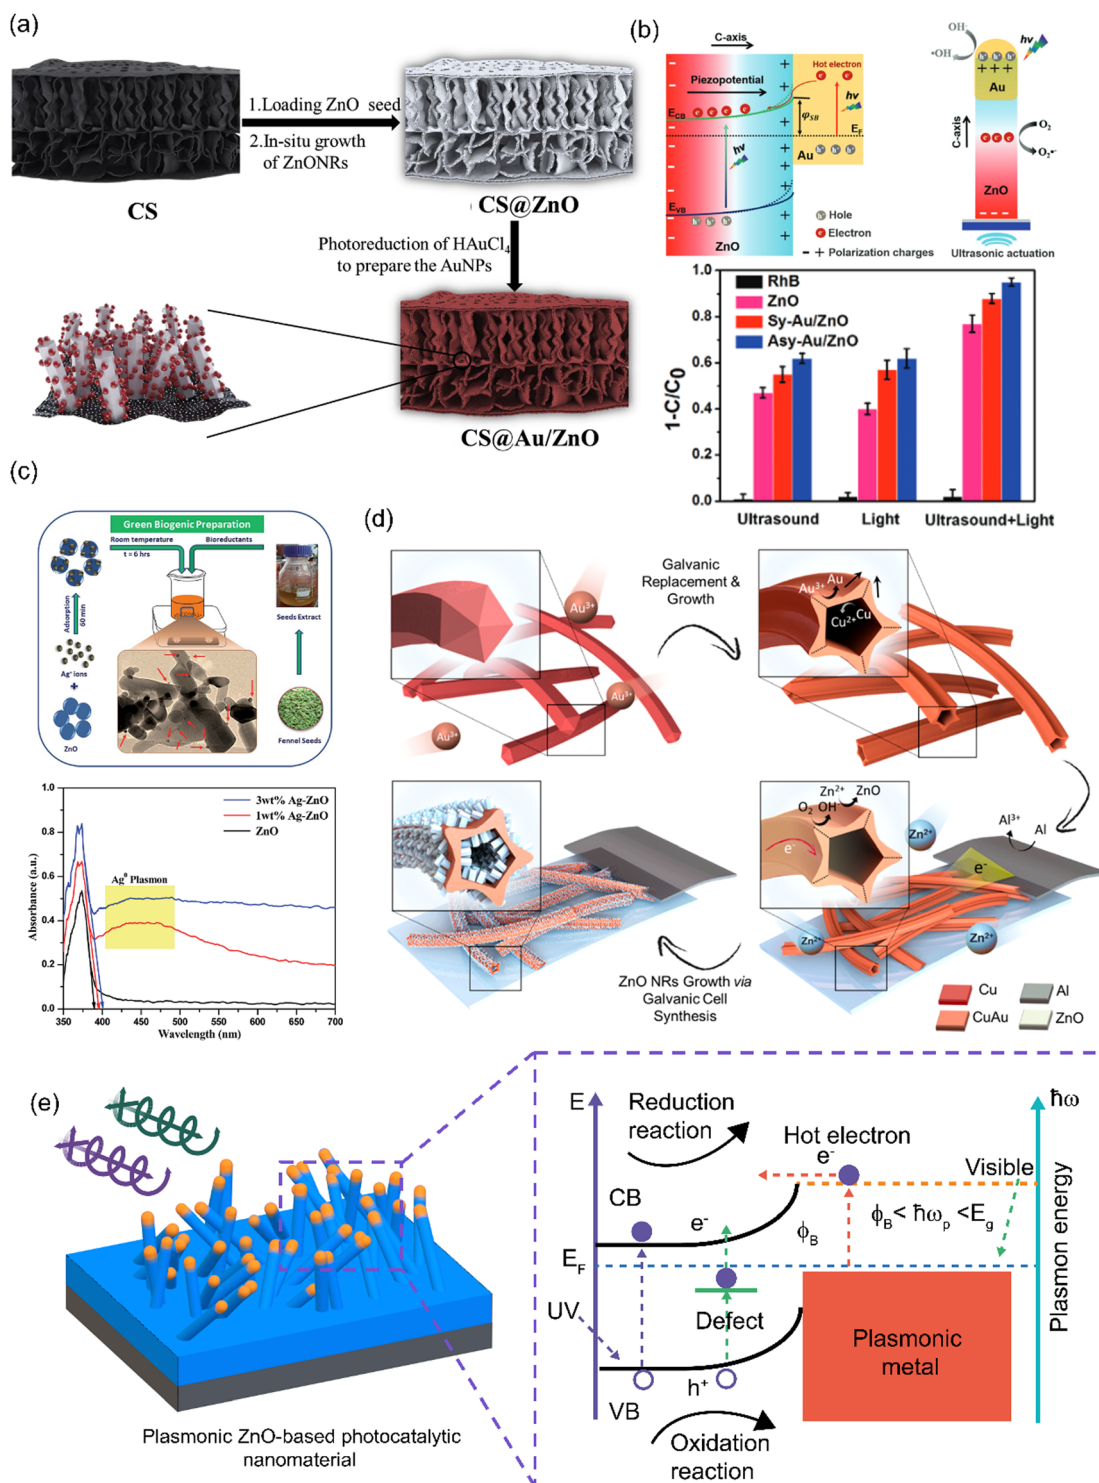 (a)
CS
1.Loading ZnO seed
2.In-situ growth
of ZnONRs
CS@ZnO
Photoreduction of HAuCl4
to prepare the AuNPs
CS@Au/ZnO
(b)
C-axis
Piezopotential
Hot electron
e
e
hv
ECB
e e e e
φSB
EF
hv
Au
h h h
EVB
h h h
ZnO
Hole
Electron
Polarization charges
OH-
•OH
hv
h h h
+ + +
Au
C-axis
e e e
O2
O2•-
ZnO
Ultrasonic actuation
1-C/C0
1.0
0.8
0.6
0.4
0.2
0.0
RhB
ZnO
Sy-Au/ZnO
Asy-Au/ZnO
Ultrasound
Light
Ultrasound+Light
(c)
Green Biogenic Preparation
Room temperature
Bioreductants
t = 6 hrs
Adsorption
60 min
Seeds Extract
Ag+ ions
+
ZnO
Fennel Seeds
Absorbance (a.u.)
1.0
0.8
0.6
0.4
0.2
0.0
3wt% Ag-ZnO
1wt% Ag-ZnO
ZnO
Ag0 Plasmon
350 400 450 500 550 600 650 700
Wavelength (nm)
(d)
Au3+
Au3+
Au3+
Galvanic
Replacement &
Growth
Au3+ Au
Cu2+ Cu
Zn2+ ZnO
O2 OH-
e-
Zn2+
Al3+
Al
e-
Zn2+
Zn2+
ZnO NRs Growth via
Galvanic Cell
Synthesis
Cu
Al
CuAu
ZnO
(e)
Plasmonic ZnO-based photocatalytic
nanomaterial
E
Reduction
reaction
Hot electron
e-
ħω
Visible
CB
e-
ϕB
ϕB < ħωp < Eg
EF
UV
Defect
Plasmonic
metal
h+
VB
Oxidation
reaction
Plasmon energy